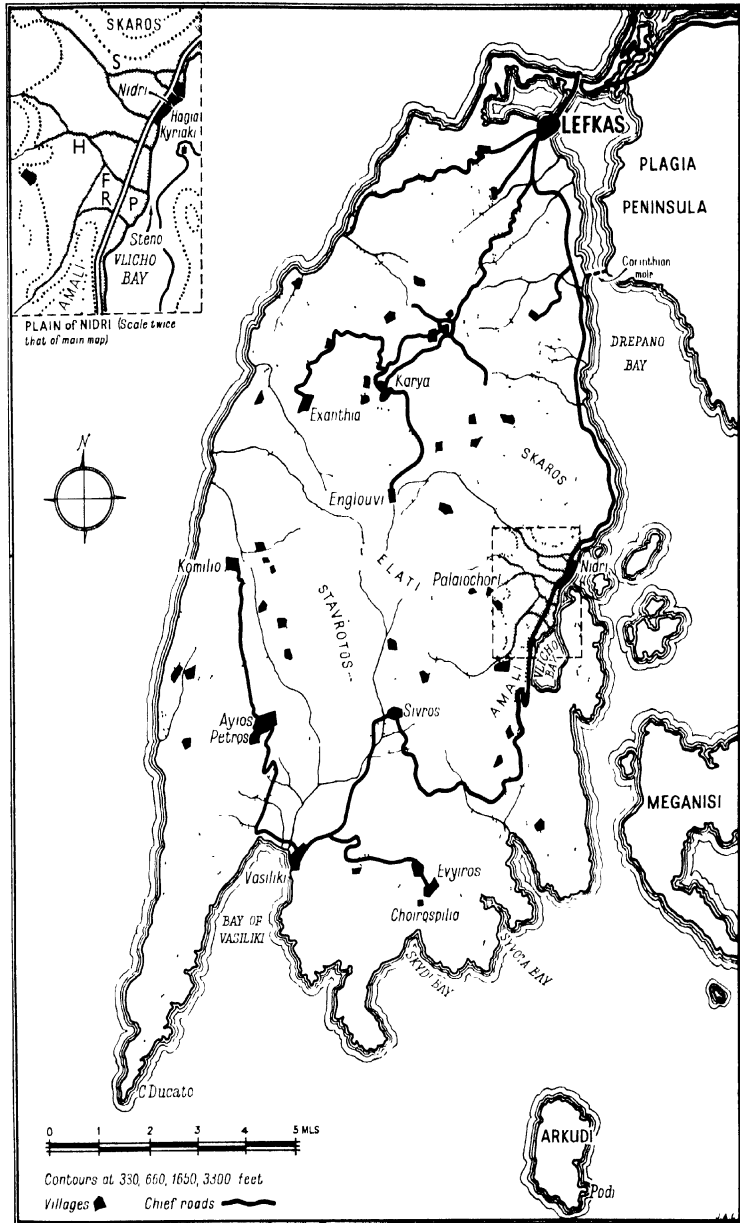 SKAROS
S
Nidri
Hagia
Kyriaki
H
F
R
P
Steno
VLICHO
BAY
AMALI
PLAIN of NIDRI (Scale twice
that of main map)
LEFKAS
PLAGIA
PENINSULA
Corinthian
mole
DREPANO
BAY
Karya
Exanthia
SKAROS
N
Englouvi
Komilio
ELATI
Palaiochori
Nidri
STAVROTOS
VLICHO
BAY
AMALI
Sivros
Ayios
Petros
MEGANISI
Vasiliki
Evyiros
Choirospilia
BAY OF
VASILIKI
BAY
BAY
C Ducato
0 1 2 3 4 5 MLS
ARKUDI
Podi
Contours at 330, 660, 1650, 3300 feet
Villages Chief roads